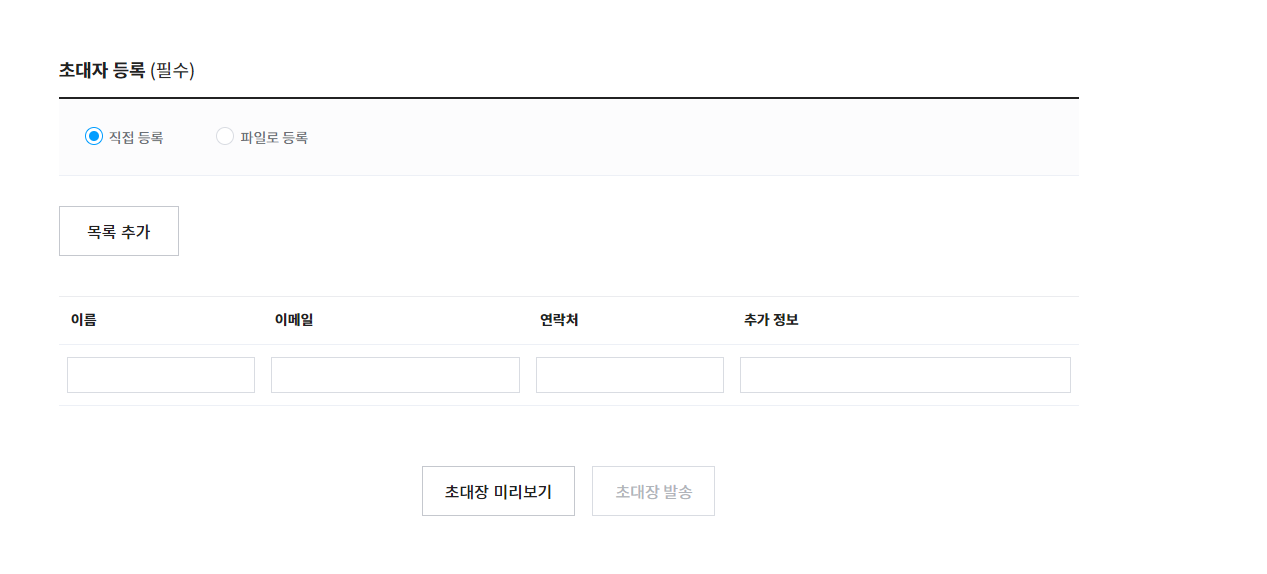 초대자 등록 (필수)
직접 등록 파일로 등록
목록 추가
이름 이메일 연락처 추가 정보
초대장 미리보기 초대장 발송